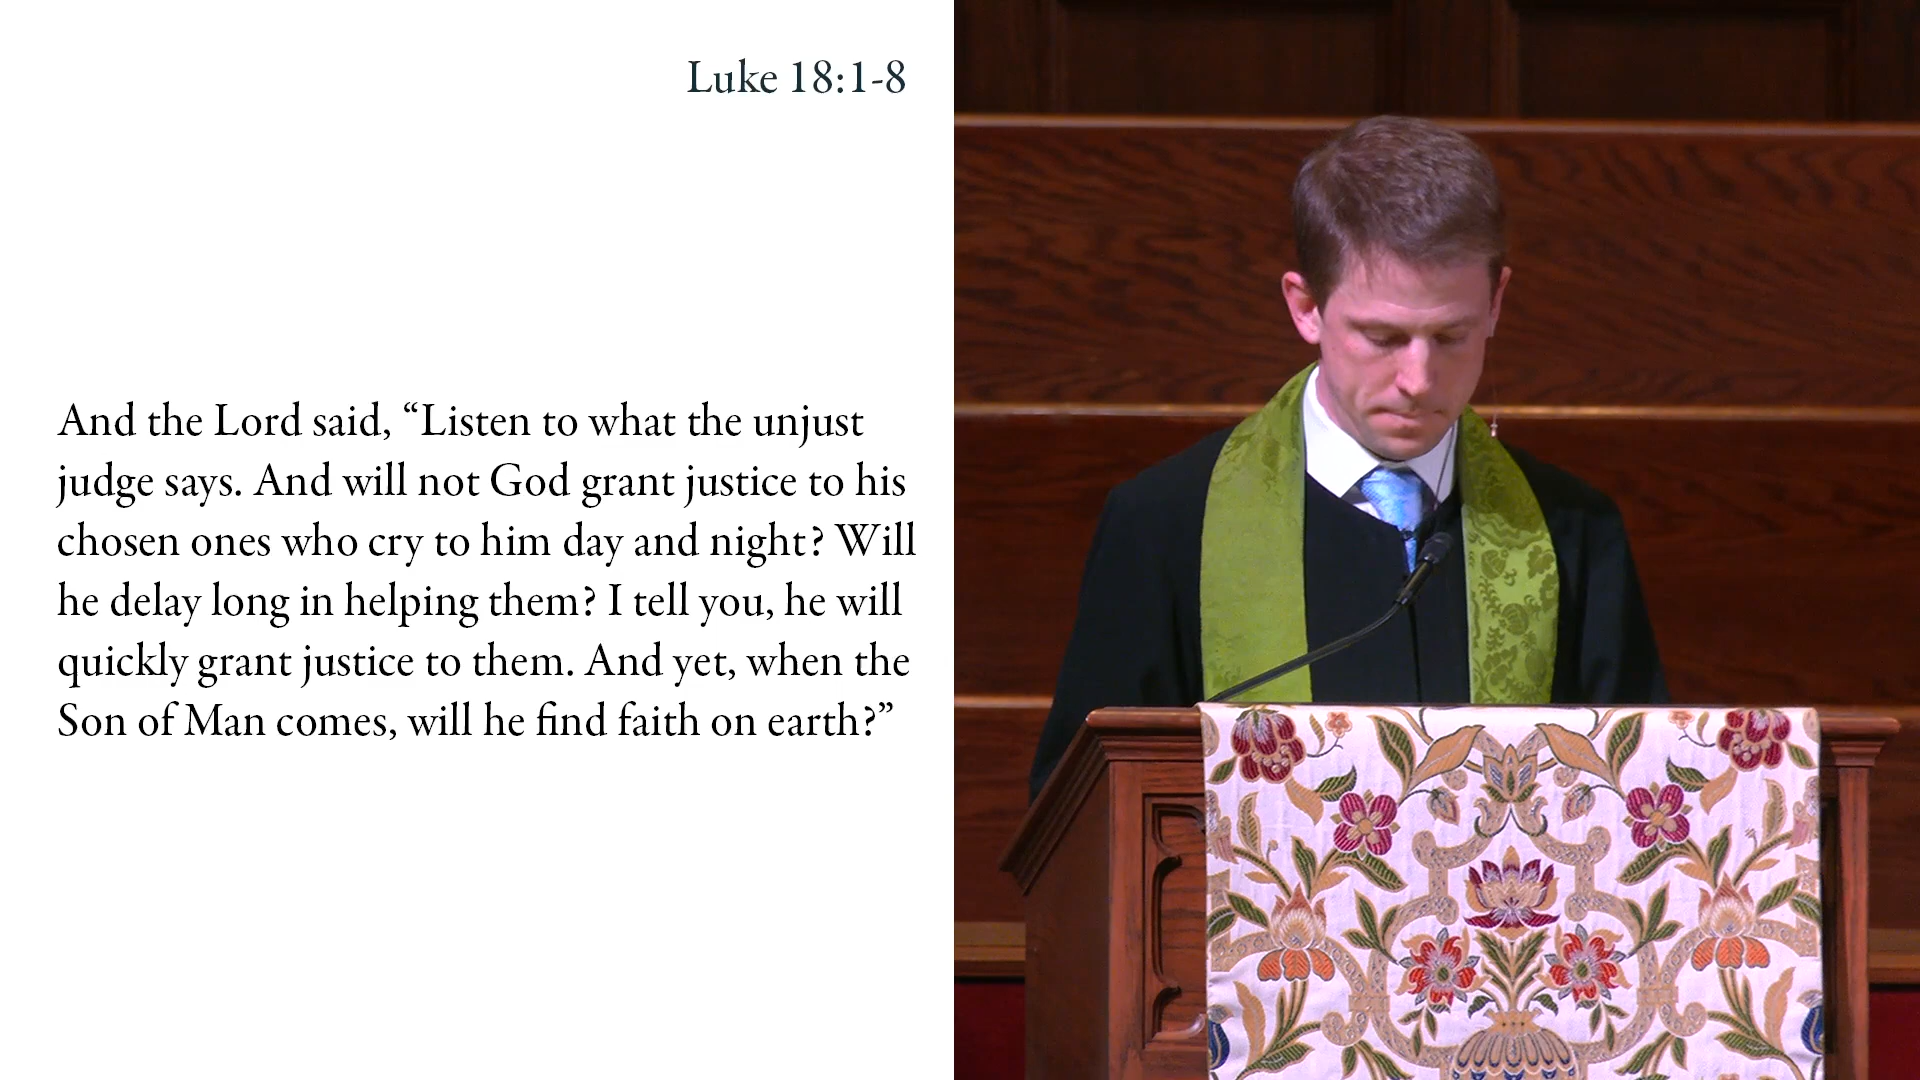 Luke 18:1-8
And the Lord said, “Listen to what the unjust
judge says. And will not God grant justice to his
chosen ones who cry to him day and night? Will
he delay long in helping them? I tell you, he will
quickly grant justice to them. And yet, when the
Son of Man comes, will he find faith on earth?”